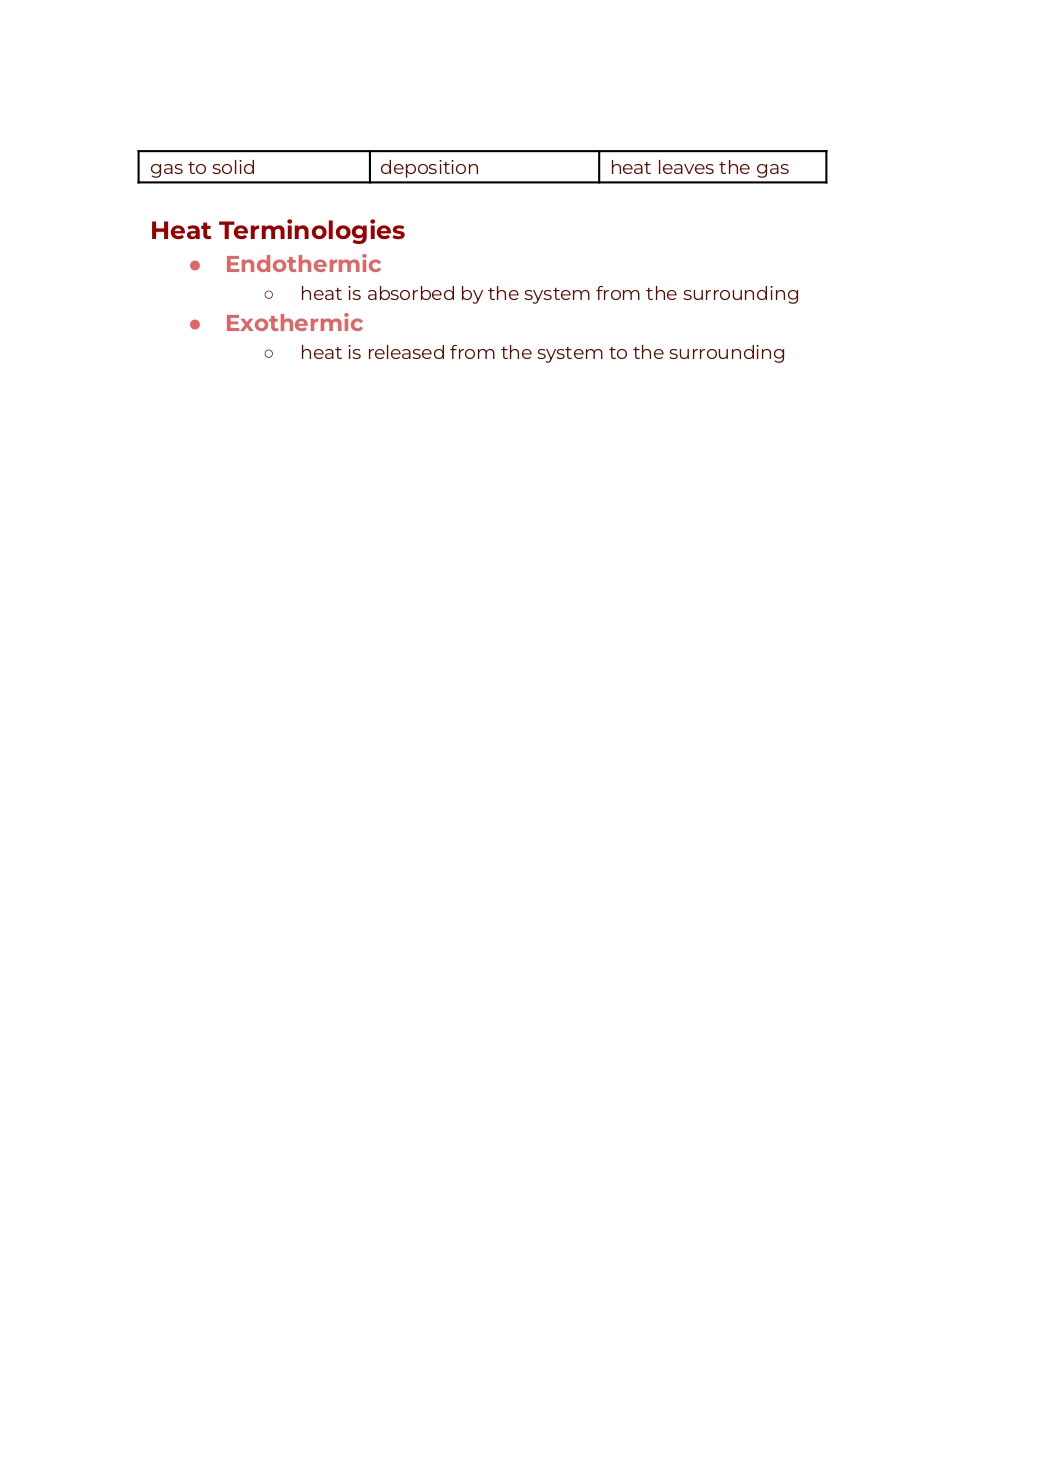 gas to solid deposition heat leaves the gas
Heat Terminologies
● Endothermic
○ heat is absorbed by the system from the surrounding
● Exothermic
○ heat is released from the system to the surrounding